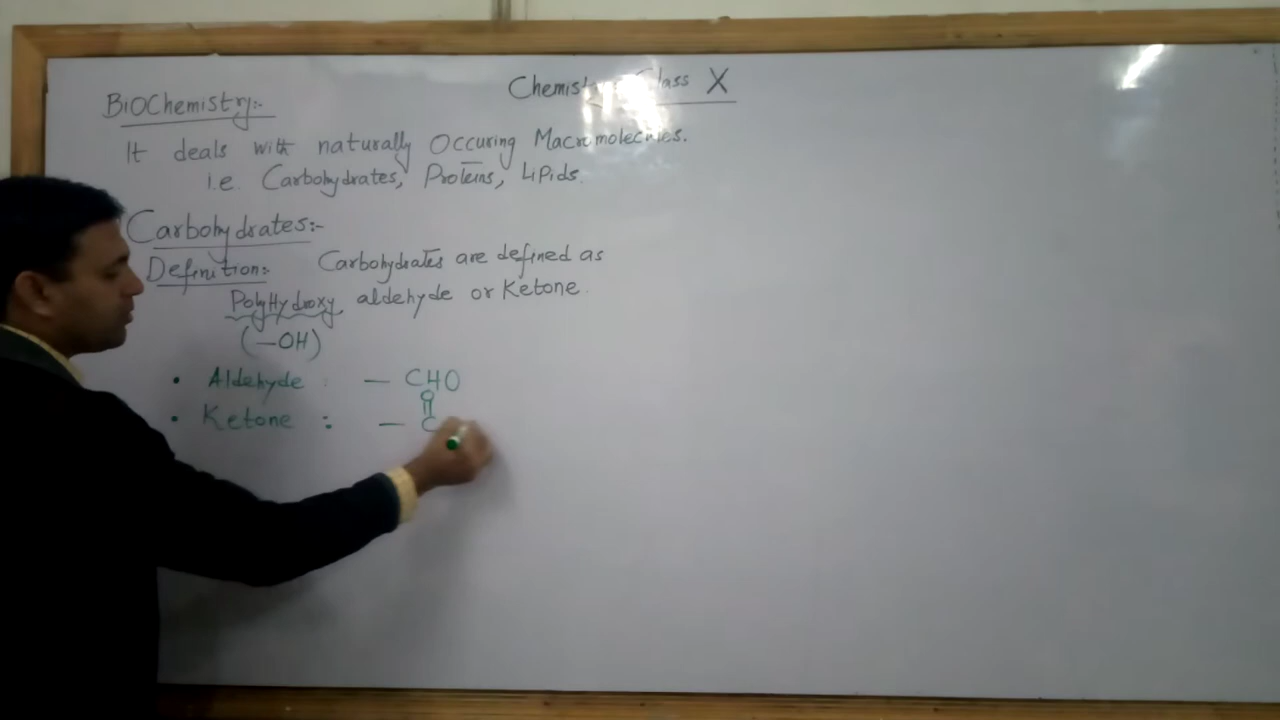 Chemistry Class X
BiOChemistry:-
It deals with naturally Occuring Macromolecules.
i.e. Carbohydrates, Proteins, Lipids.
Carbohydrates:-
Definition:- Carbohydrates are defined as
PolyHydroxy aldehyde or Ketone.
(—OH)
• Aldehyde : — CHO
O
||
• Ketone : — C